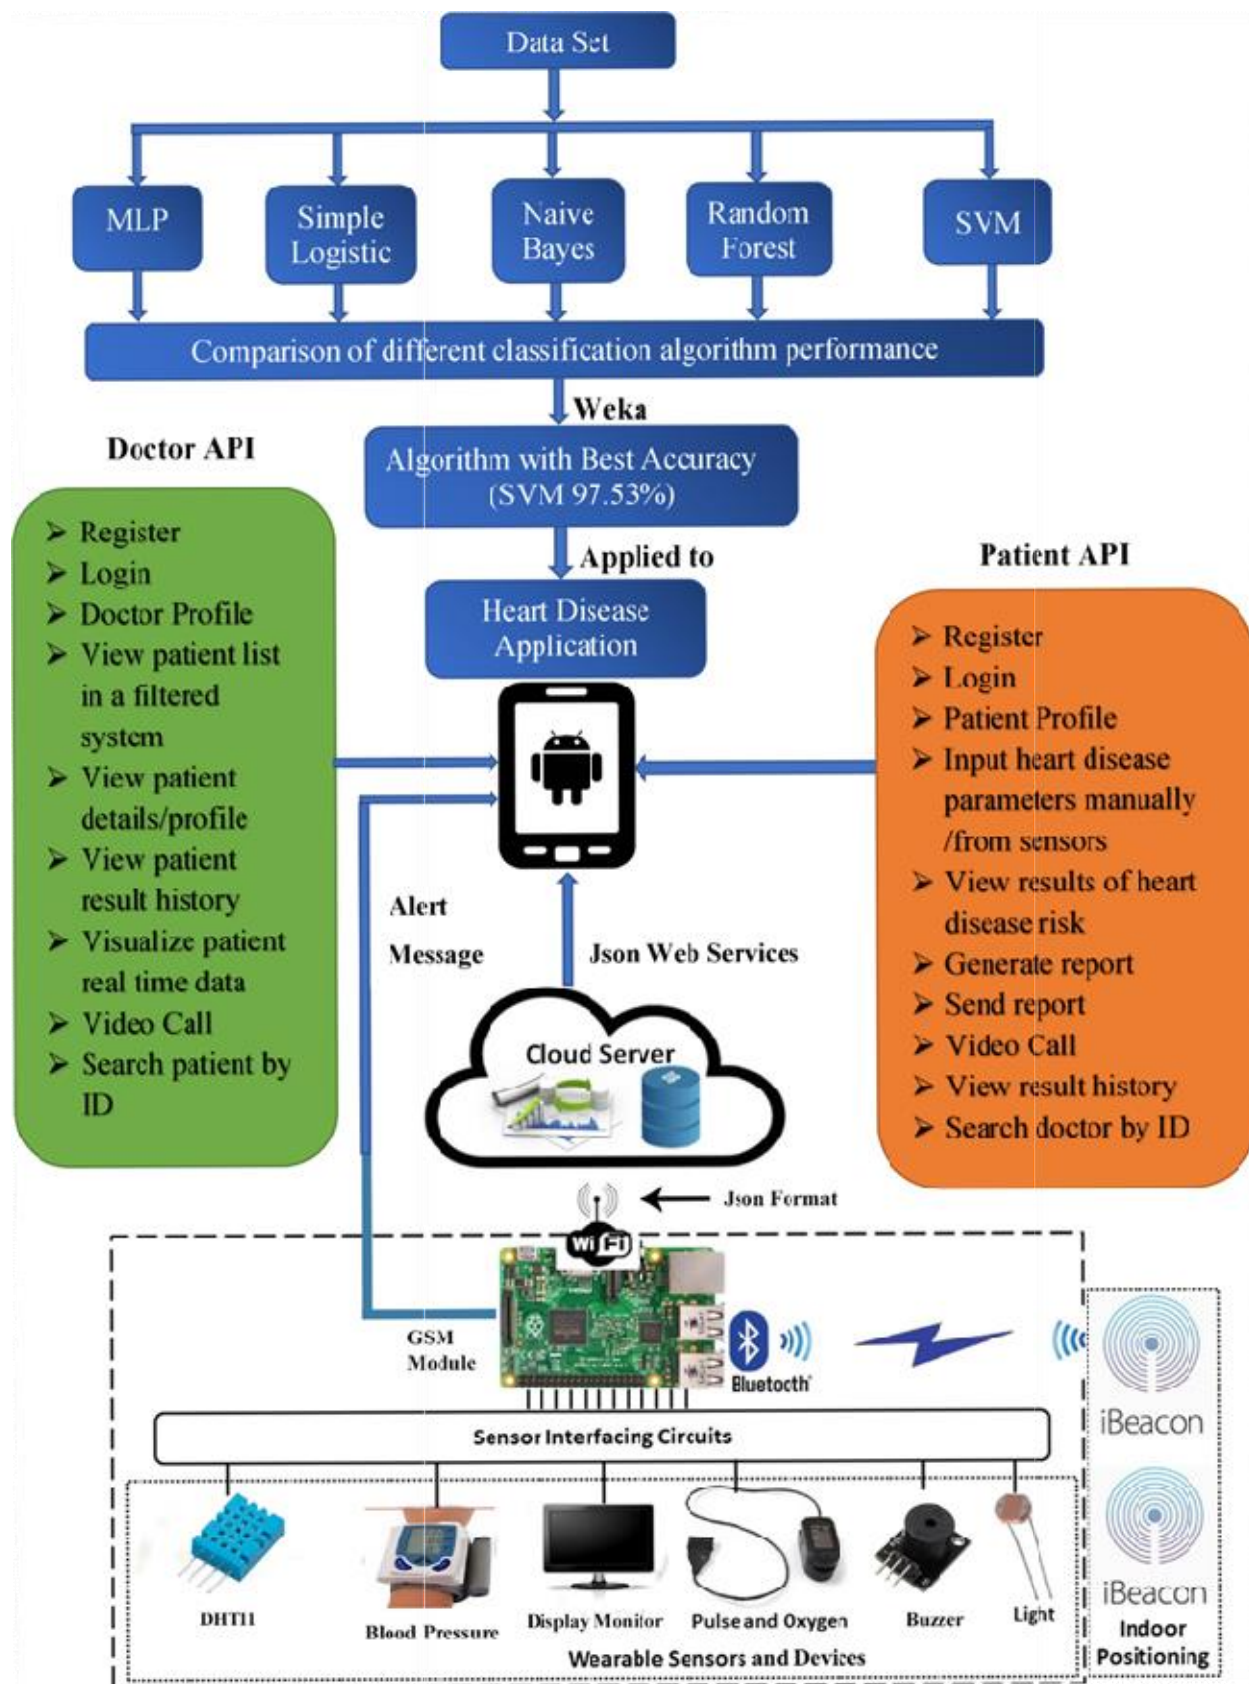 Data Set
MLP
Simple
Logistic
Naive
Bayes
Random
Forest
SVM
Comparison of different classification algorithm performance
Weka
Algorithm with Best Accuracy
(SVM 97.53%)
Applied to
Heart Disease
Application
Doctor API
➢ Register
➢ Login
➢ Doctor Profile
➢ View patient list
in a filtered
system
➢ View patient
details/profile
➢ View patient
result history
➢ Visualize patient
real time data
➢ Video Call
➢ Search patient by
ID
Patient API
➢ Register
➢ Login
➢ Patient Profile
➢ Input heart disease
parameters manually
/from sensors
➢ View results of heart
disease risk
➢ Generate report
➢ Send report
➢ Video Call
➢ View result history
➢ Search doctor by ID
Alert
Message
Json Web Services
Cloud Server
Json Format
WiFi
GSM
Module
Bluetooth
iBeacon
Sensor Interfacing Circuits
DHT11
Blood Pressure
Display Monitor
Pulse and Oxygen
Buzzer
Light
Wearable Sensors and Devices
iBeacon
Indoor
Positioning